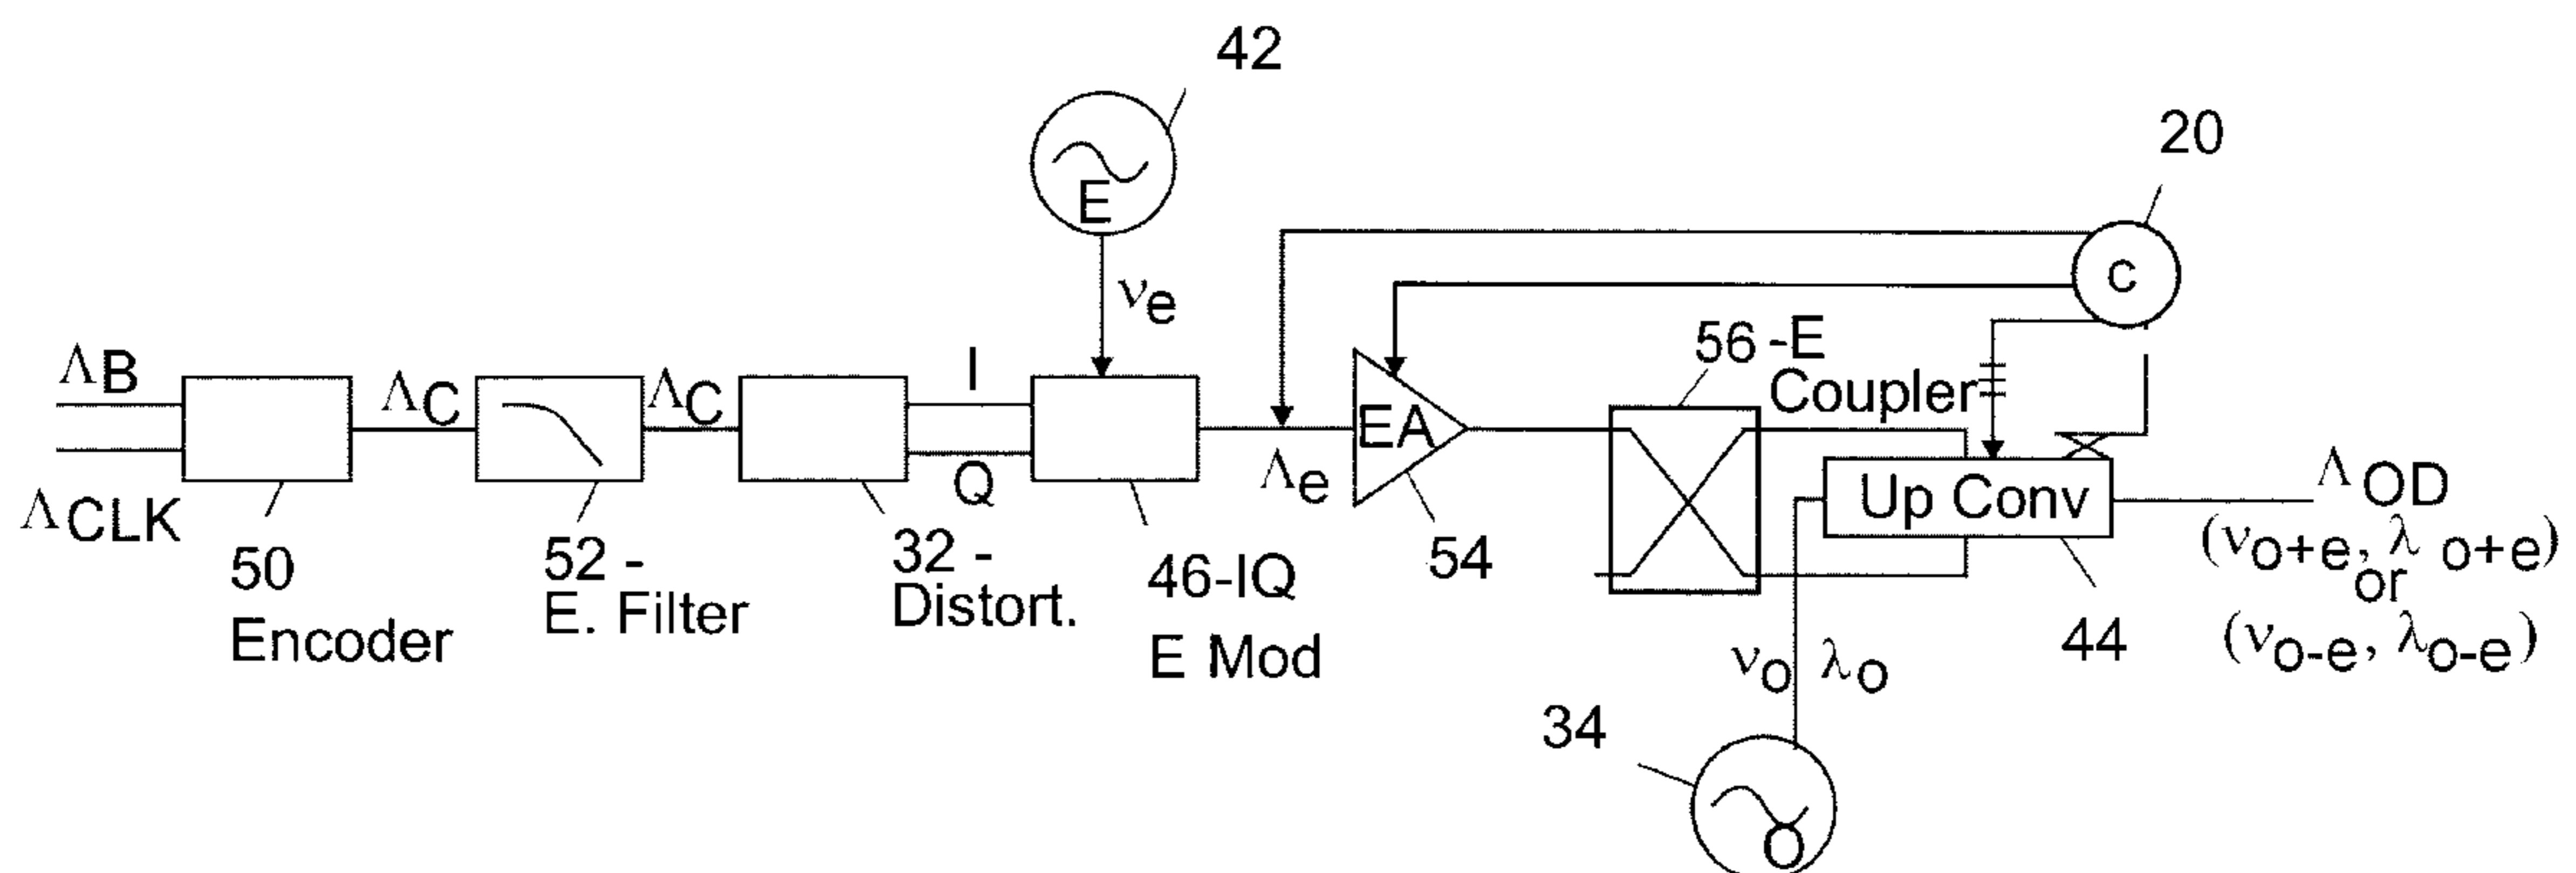 42
20
E
νe
C
56-E
Coupler
ΛB
ΛC
ΛC
I
EA
Up Conv
ΛOD
ΛCLK
Q
Λe
(νo+e, λo+e)
or
(νo-e, λo-e)
50
Encoder
52 -
E. Filter
32 -
Distort.
46-IQ
E Mod
54
44
νo λo
34
O